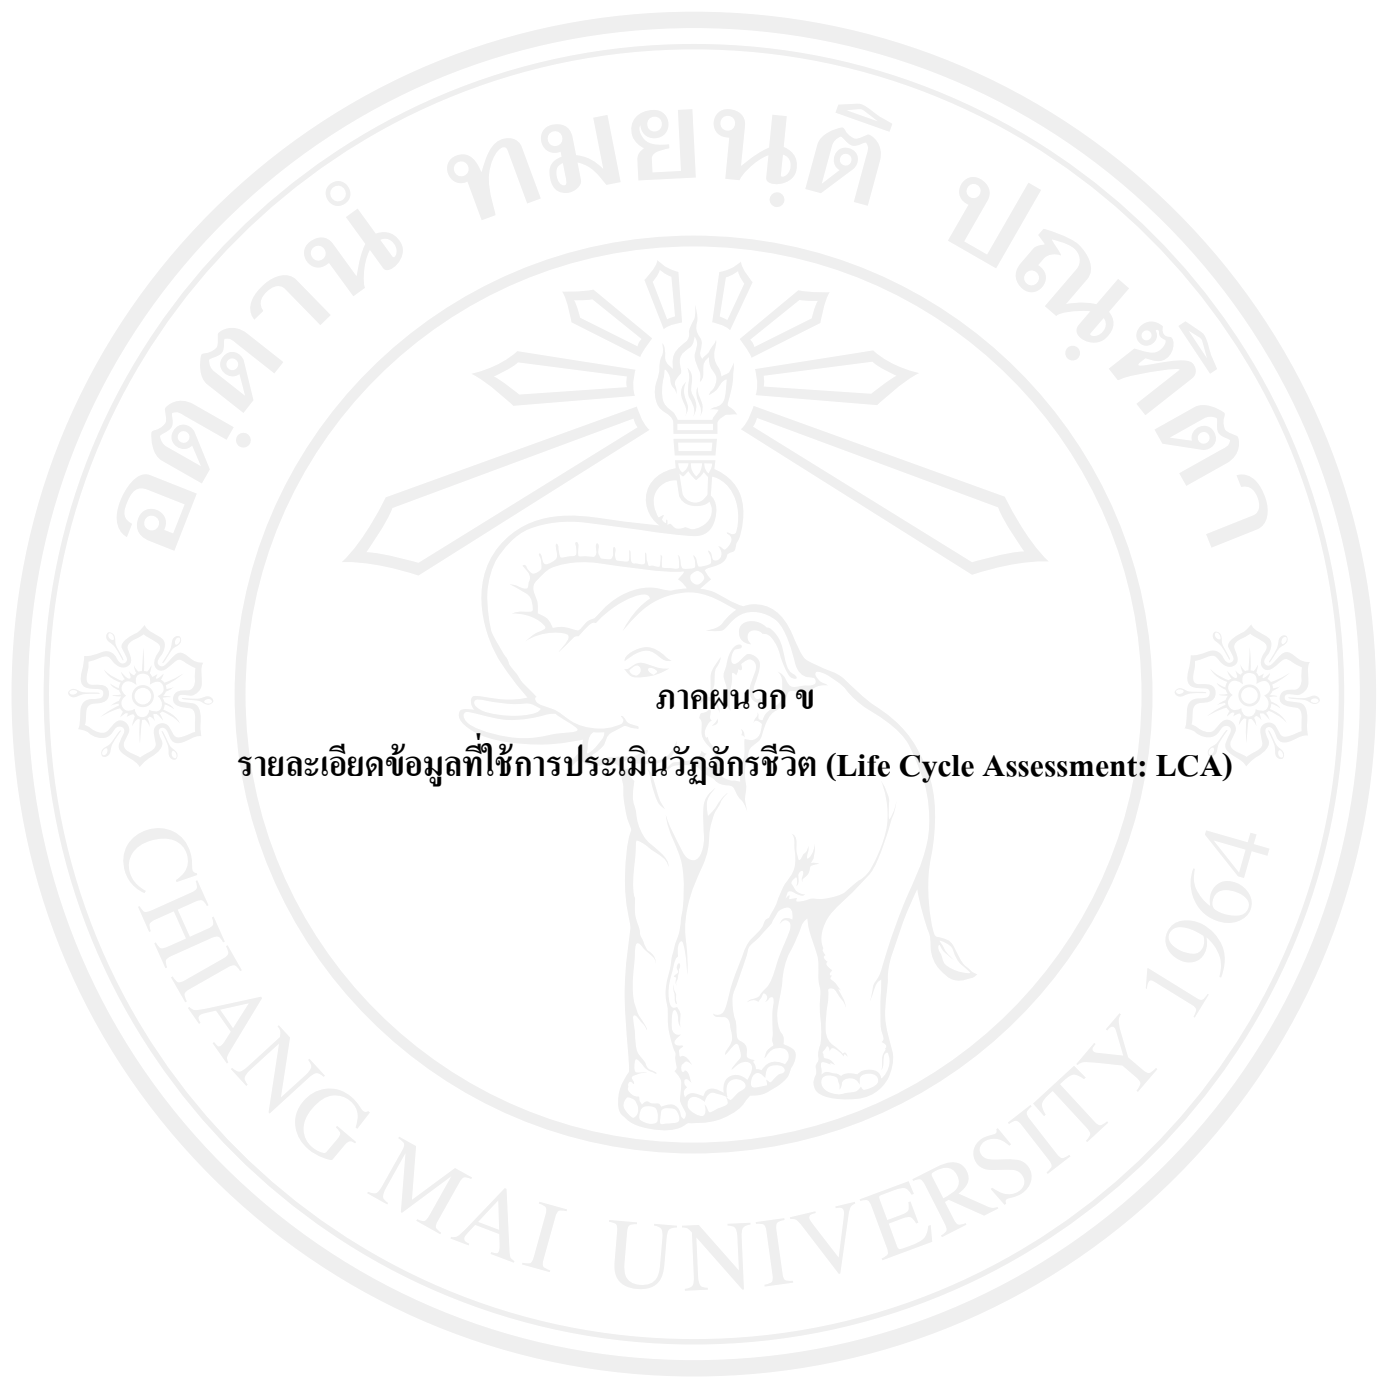 อตฺตานํ ทมยนฺติ ปณฺฑิตา
ภาคผนวก ข
รายละเอียดข้อมูลที่ใช้การประเมินวัฏจักรชีวิต (Life Cycle Assessment: LCA)
CHIANG MAI UNIVERSITY 1964